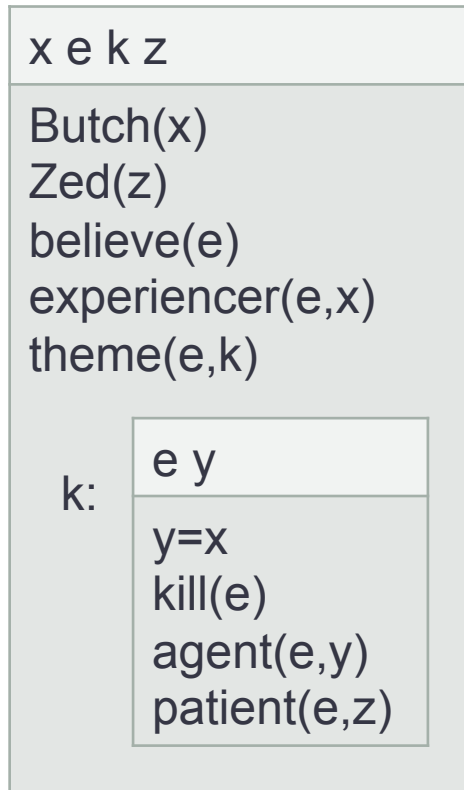 x e k z
Butch(x)
Zed(z)
believe(e)
experiencer(e,x)
theme(e,k)
k:
e y
y=x
kill(e)
agent(e,y)
patient(e,z)